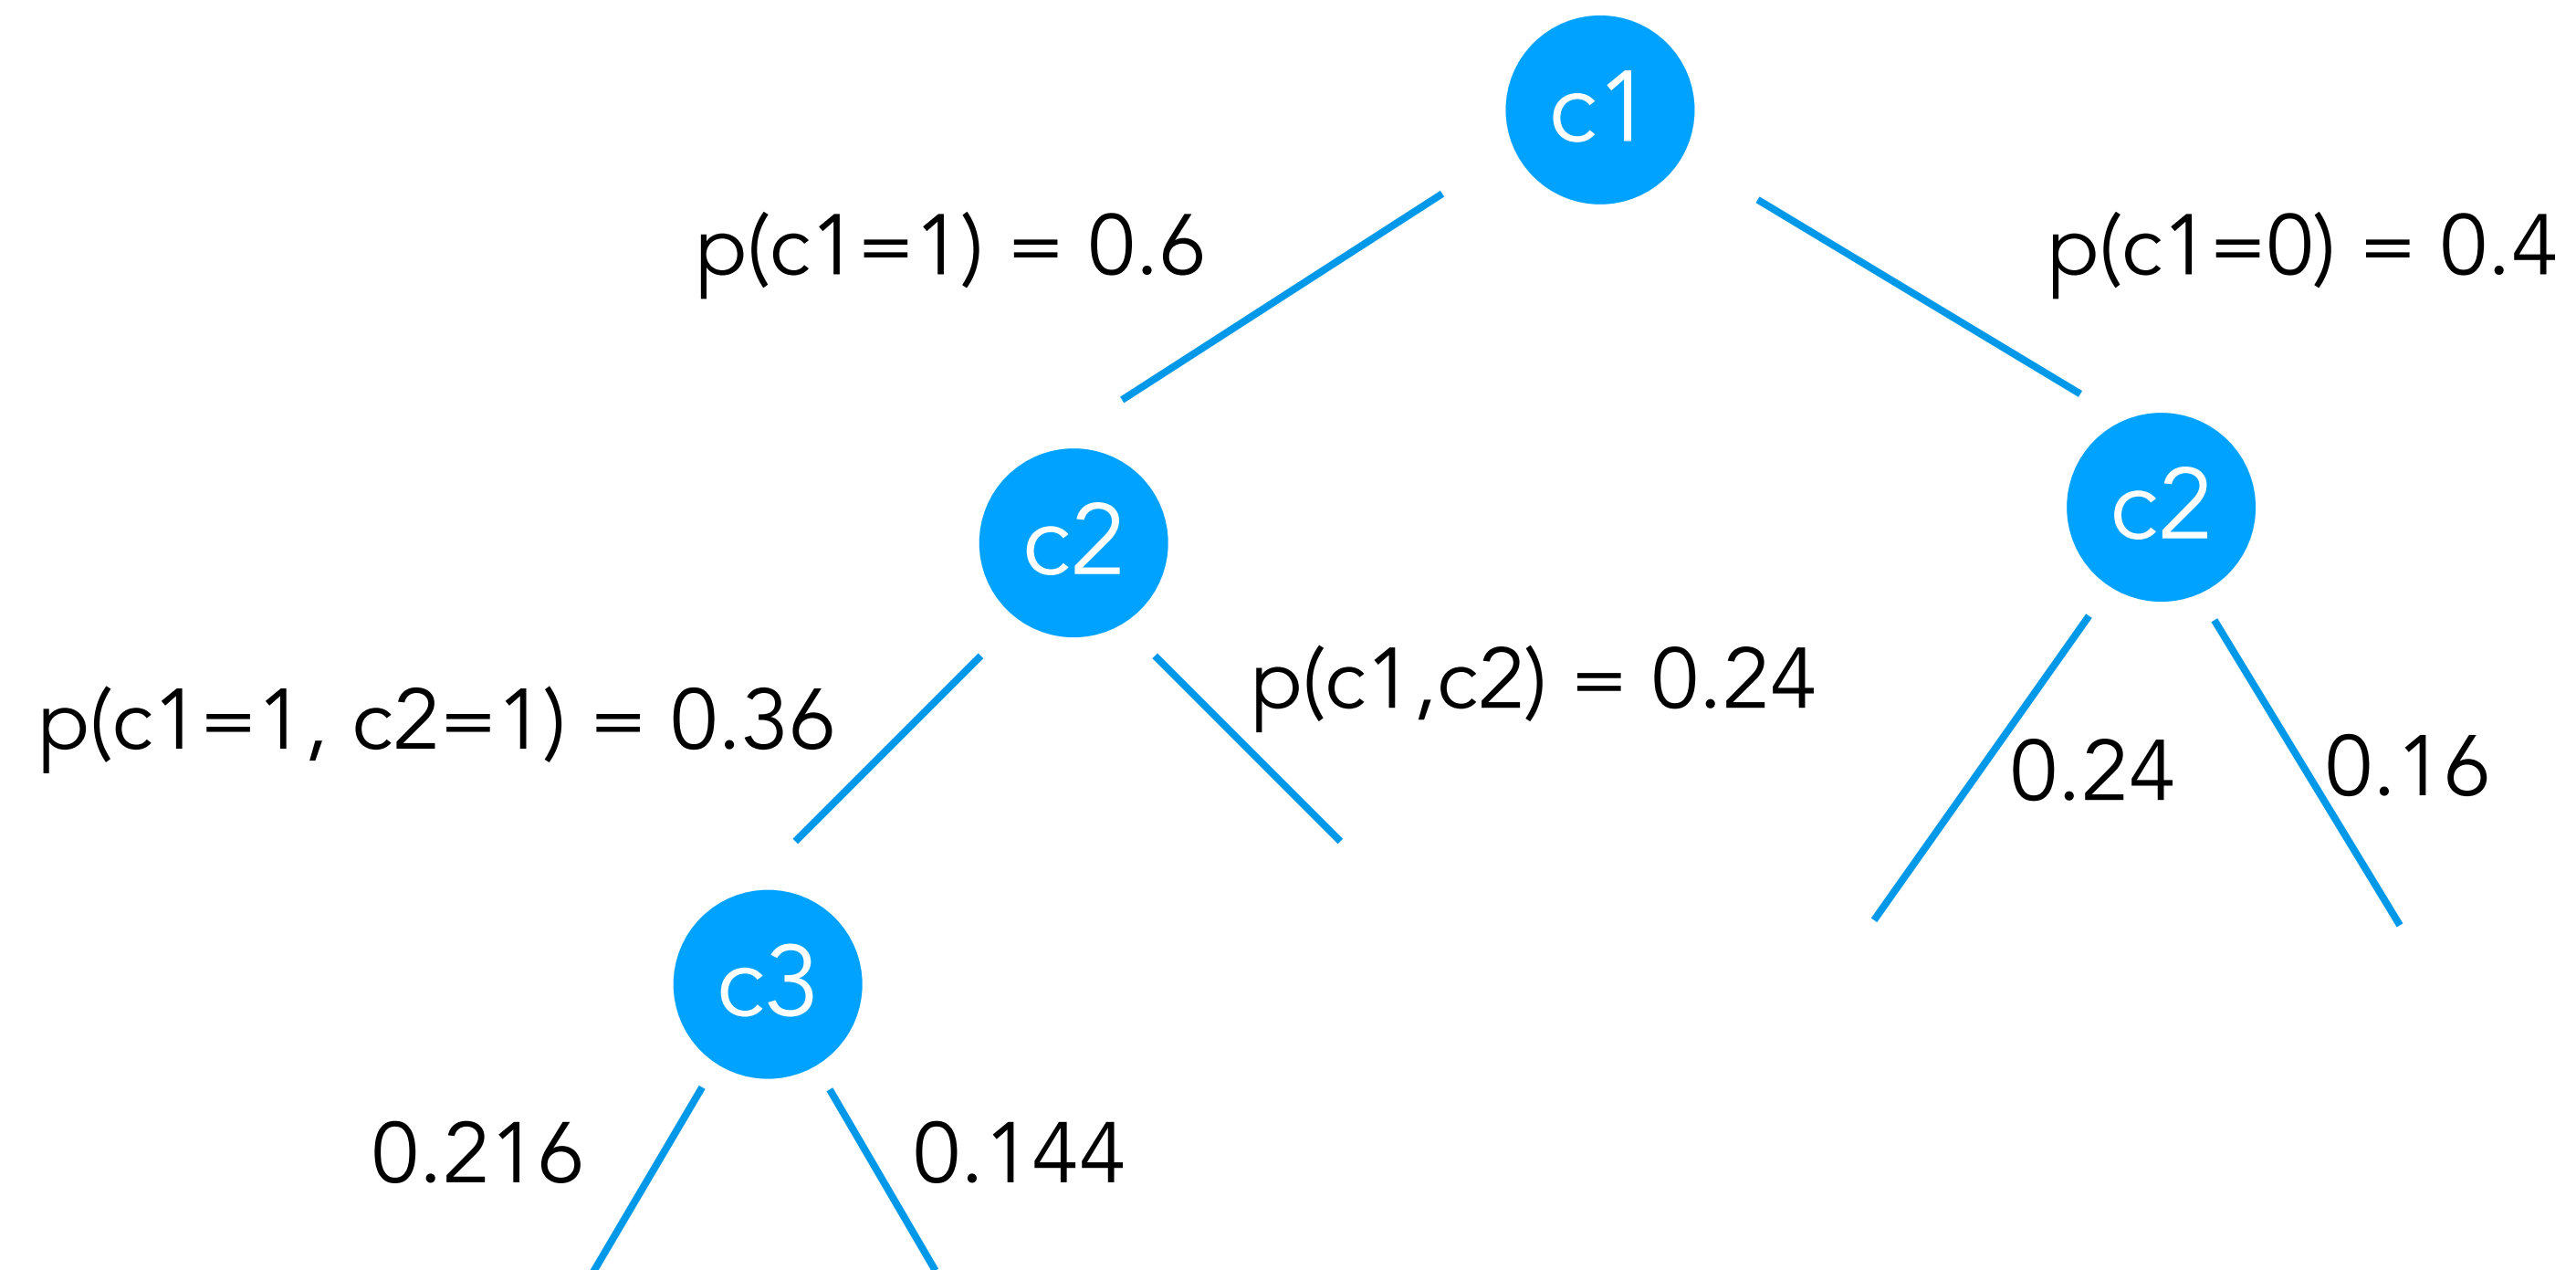 c1
p(c1=1) = 0.6
p(c1=0) = 0.4
c2
c2
p(c1=1, c2=1) = 0.36
p(c1,c2) = 0.24
0.24
0.16
c3
0.216
0.144